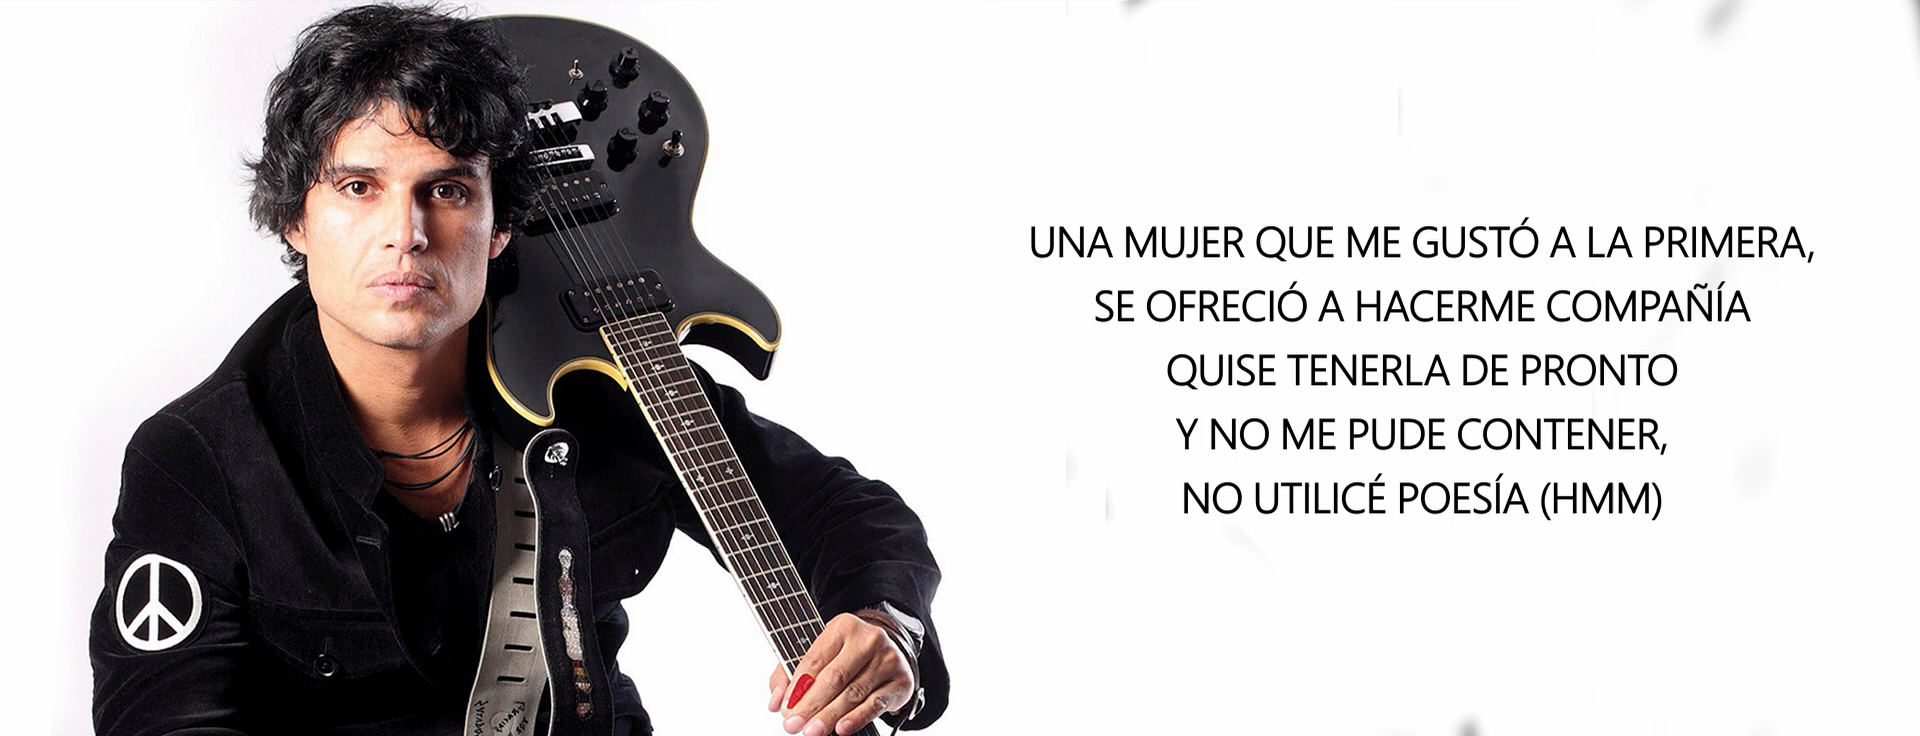 UNA MUJER QUE ME GUSTÓ A LA PRIMERA,
SE OFRECIÓ A HACERME COMPAÑÍA
QUISE TENERLA DE PRONTO
Y NO ME PUDE CONTENER,
NO UTILICÉ POESÍA (HMM)